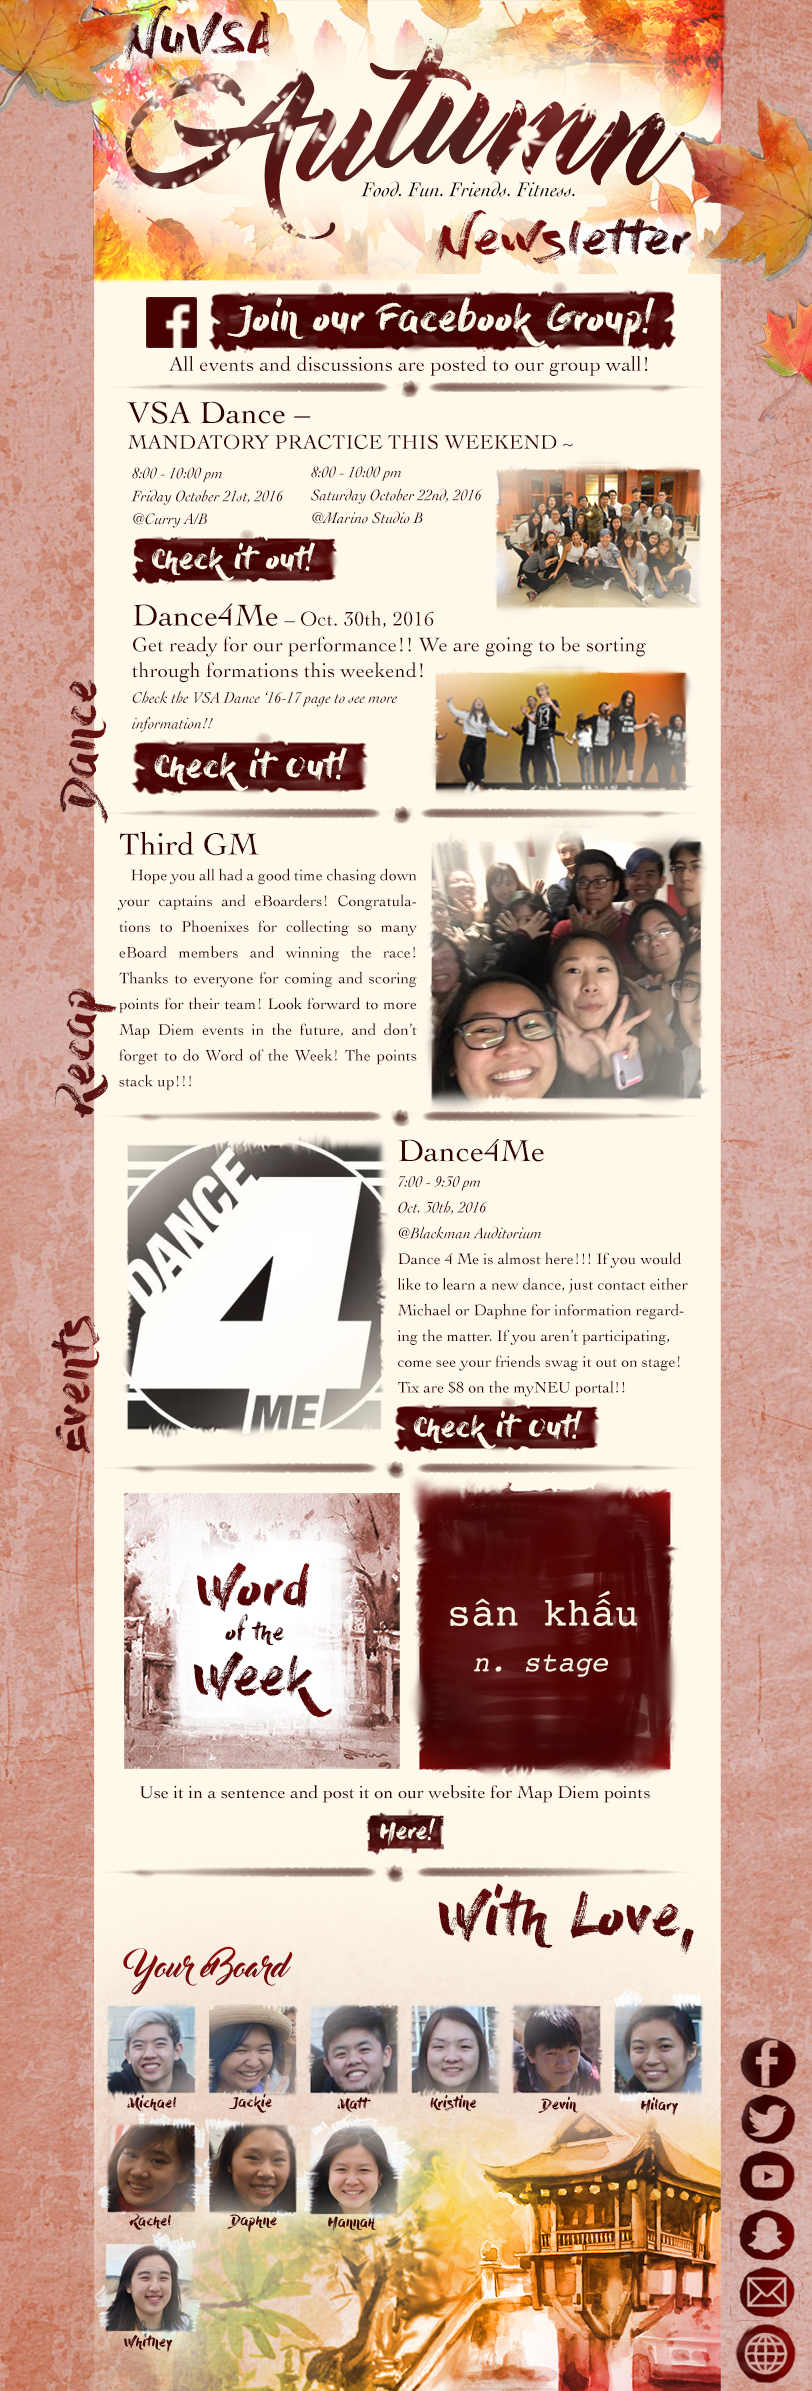 NuVSA
Autumn
Food. Fun. Friends. Fitness.
Newsletter
Join our Facebook Group!
All events and discussions are posted to our group wall!
Dance
VSA Dance –
MANDATORY PRACTICE THIS WEEKEND ~
8:00 - 10:00 pm
Friday October 21st, 2016
@Curry A/B
8:00 - 10:00 pm
Saturday October 22nd, 2016
@Marino Studio B
Check it out!
Dance4Me – Oct. 30th, 2016
Get ready for our performance!! We are going to be sorting
through formations this weekend!
Check the VSA Dance ‘16-17 page to see more
information!!
Check it Out!
Recap
Third GM
Hope you all had a good time chasing down
your captains and eBoarders! Congratula-
tions to Phoenixes for collecting so many
eBoard members and winning the race!
Thanks to everyone for coming and scoring
points for their team! Look forward to more
Map Diem events in the future, and don’t
forget to do Word of the Week! The points
stack up!!!
Events
DANCE
4
ME
Dance4Me
7:00 - 9:30 pm
Oct. 30th, 2016
@Blackman Auditorium
Dance 4 Me is almost here!!! If you would
like to learn a new dance, just contact either
Michael or Daphne for information regard-
ing the matter. If you aren’t participating,
come see your friends swag it out on stage!
Tix are $8 on the myNEU portal!!
Check it Out!
Word
of the
Week
sân khấu
n. stage
Use it in a sentence and post it on our website for Map Diem points
Here!
With Love,
Your eBoard
Michael
Jackie
Matt
Kristine
Devin
Hilary
Rachel
Daphne
Hannah
Whitney